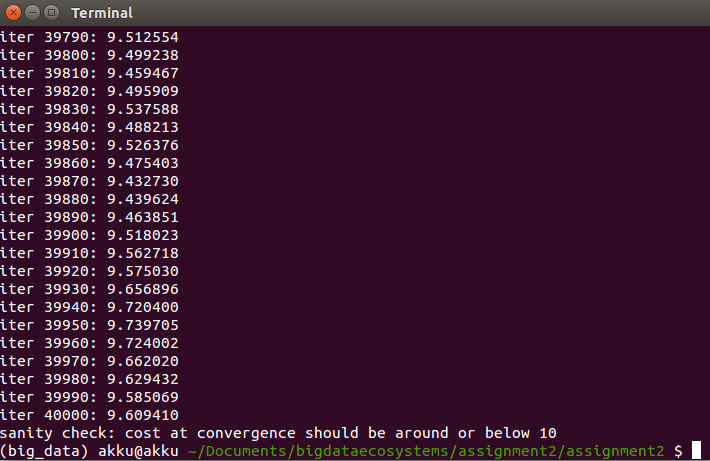 Terminal
iter 39790: 9.512554
iter 39800: 9.499238
iter 39810: 9.459467
iter 39820: 9.495909
iter 39830: 9.537588
iter 39840: 9.488213
iter 39850: 9.526376
iter 39860: 9.475403
iter 39870: 9.432730
iter 39880: 9.439624
iter 39890: 9.463851
iter 39900: 9.518023
iter 39910: 9.562718
iter 39920: 9.575030
iter 39930: 9.656896
iter 39940: 9.720400
iter 39950: 9.739705
iter 39960: 9.724002
iter 39970: 9.662020
iter 39980: 9.629432
iter 39990: 9.585069
iter 40000: 9.609410
sanity check: cost at convergence should be around or below 10
(big_data) akku@akku ~/Documents/bigdataecosystems/assignment2/assignment2 $